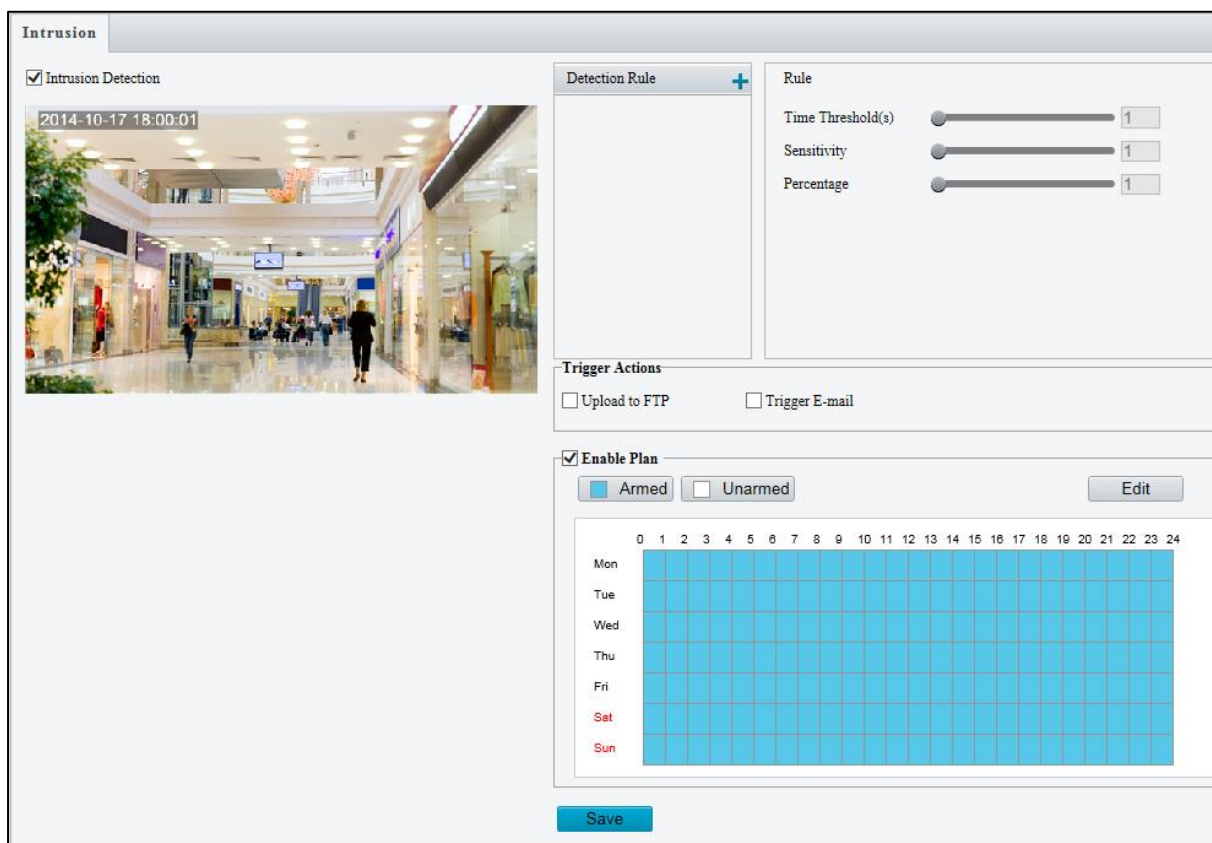 Intrusion
Intrusion Detection
2014-10-17 18:00:01
Detection Rule
Rule
Time Threshold(s) 1
Sensitivity 1
Percentage 1
Trigger Actions
Upload to FTP Trigger E-mail
Enable Plan
Armed Unarmed Edit
0 1 2 3 4 5 6 7 8 9 10 11 12 13 14 15 16 17 18 19 20 21 22 23 24
Mon
Tue
Wed
Thu
Fri
Sat
Sun
Save